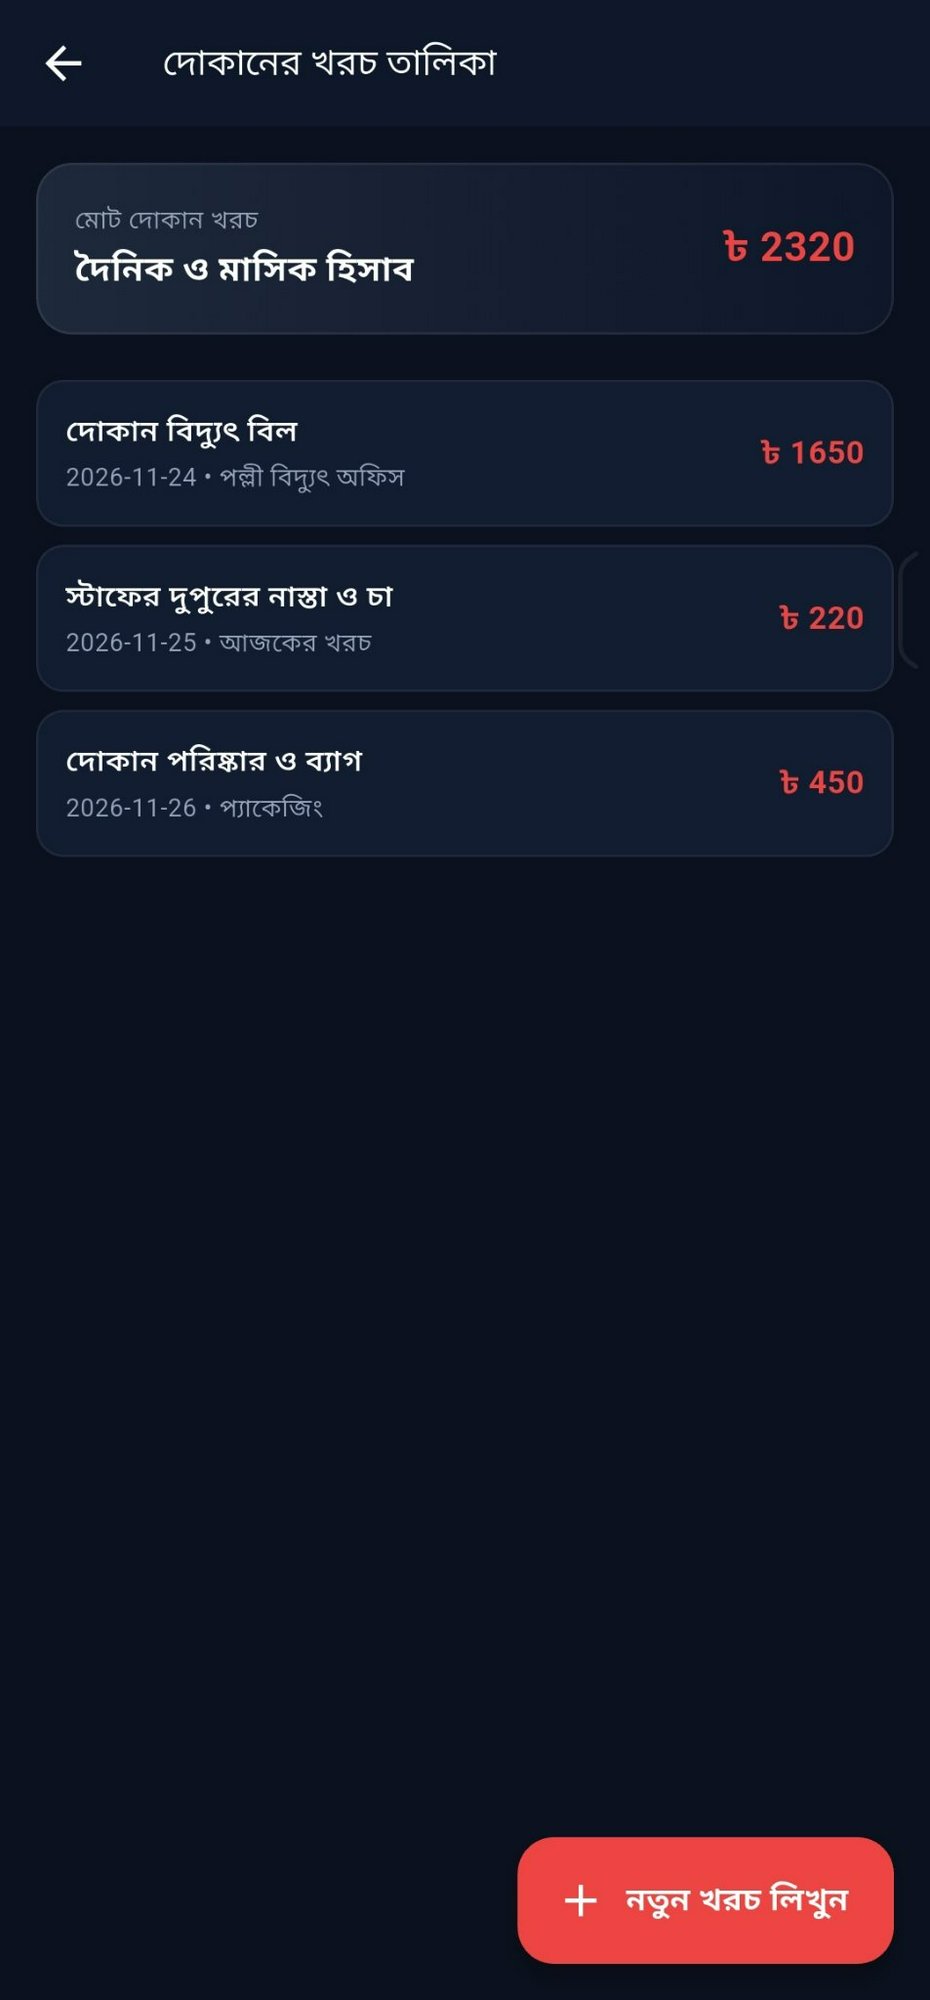 দোকানের খরচ তালিকা
মোট দোকান খরচ
দৈনিক ও মাসিক হিসাব
৳ 2320
দোকান বিদ্যুৎ বিল
2026-11-24 • পল্লী বিদ্যুৎ অফিস
৳ 1650
স্টাফের দুপুরের নাস্তা ও চা
2026-11-25 • আজকের খরচ
৳ 220
দোকান পরিষ্কার ও ব্যাগ
2026-11-26 • প্যাকেজিং
৳ 450
+ নতুন খরচ লিখুন